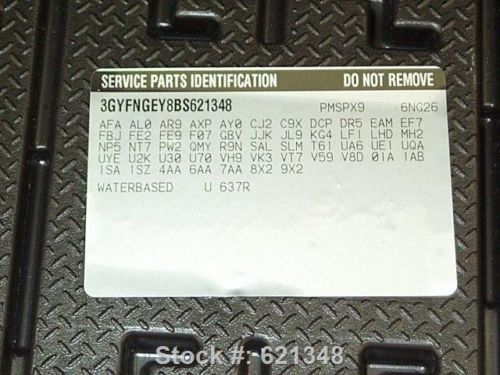 SERVICE PARTS IDENTIFICATION DO NOT REMOVE
3GYFNGEY8BS621348 PMSPX9 6NG26
AFA AL0 AR9 AXP AY0 CJ2 C9X DCP DR5 EAM EF7
FBJ FE2 FE9 F07 GBV JJK JL9 KG4 LF1 LHD MH2
NP5 NT7 PW2 QMY R9N SAL SLM T61 UA6 UE1 UQA
UYE U2K U30 U70 VH9 VK3 VT7 V59 V8D 01A 1AB
1SA 1SZ 4AA 6AA 7AA 8X2 9X2
WATERBASED U 637R
Stock #: 621348